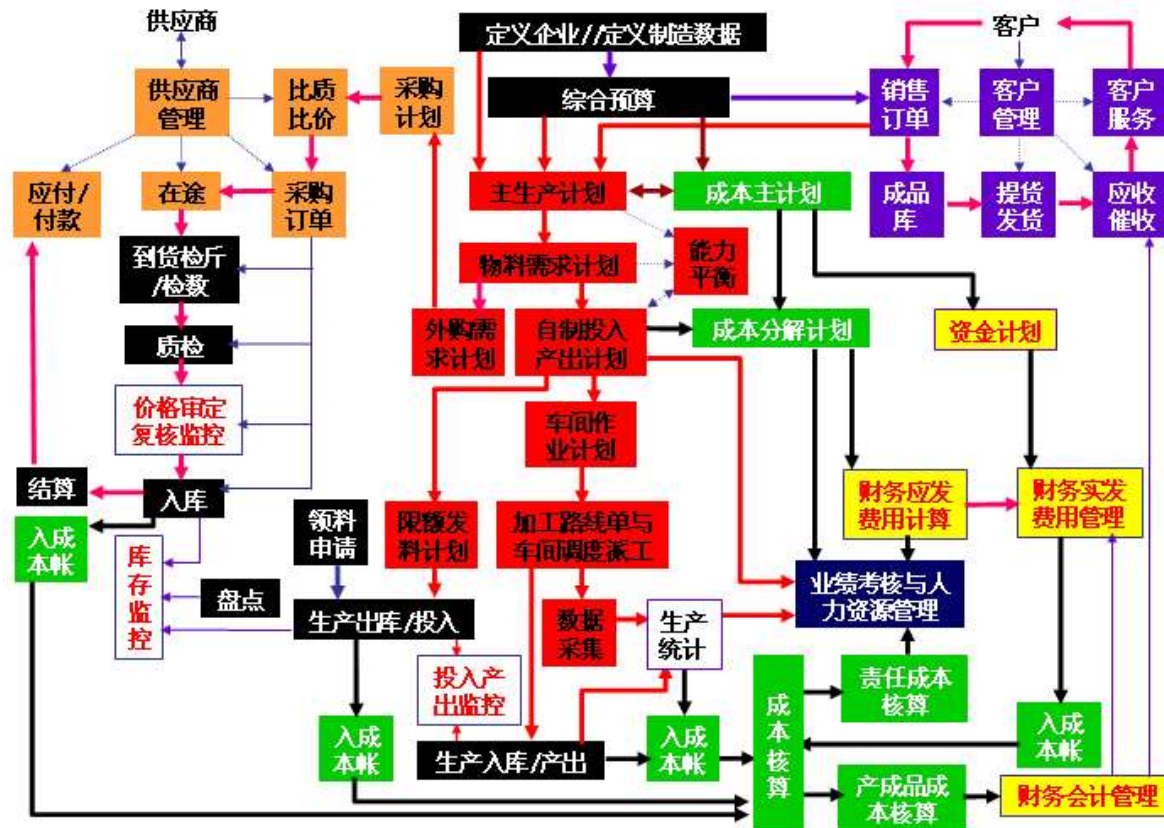 供应商
定义企业//定义制造数据
客户
供应商
管理
比质
比价
采购
计划
综合预算
销售
订单
客户
管理
客户
服务
应付/
付款
在途
采购
订单
主生产计划
成本主计划
成品
库
提货
发货
应收
催收
到货检斤
/检数
物料需求计划
能力
平衡
质检
外购需
求计划
自制投入
产出计划
成本分解计划
资金计划
价格审定
复核监控
车间作
业计划
结算
入库
领料
申请
限额发
料计划
加工路线单与
车间调度派工
财务应发
费用计算
财务实发
费用管理
入成
本帐
库
存
监
控
盘点
生产出库/投入
数据
采集
生产
统计
业绩考核与人
力资源管理
投入产
出监控
成
本
核
算
责任成本
核算
入成
本帐
生产入库/产出
入成
本帐
入成
本帐
产成品成
本核算
财务会计管理